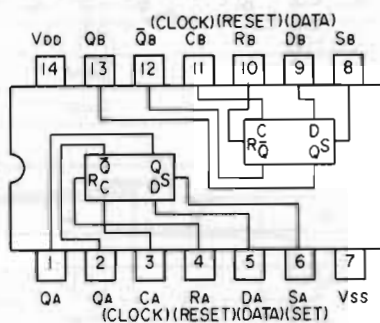 (CLOCK)(RESET)(DATA)
VDD QB Q̅B CB RB DB SB
14 13 12 11 10 9 8
C D
R Q̅ Q S
Q̅ Q
R C D S
1 2 3 4 5 6 7
QA QA CA RA DA SA VSS
(CLOCK)(RESET)(DATA)(SET)